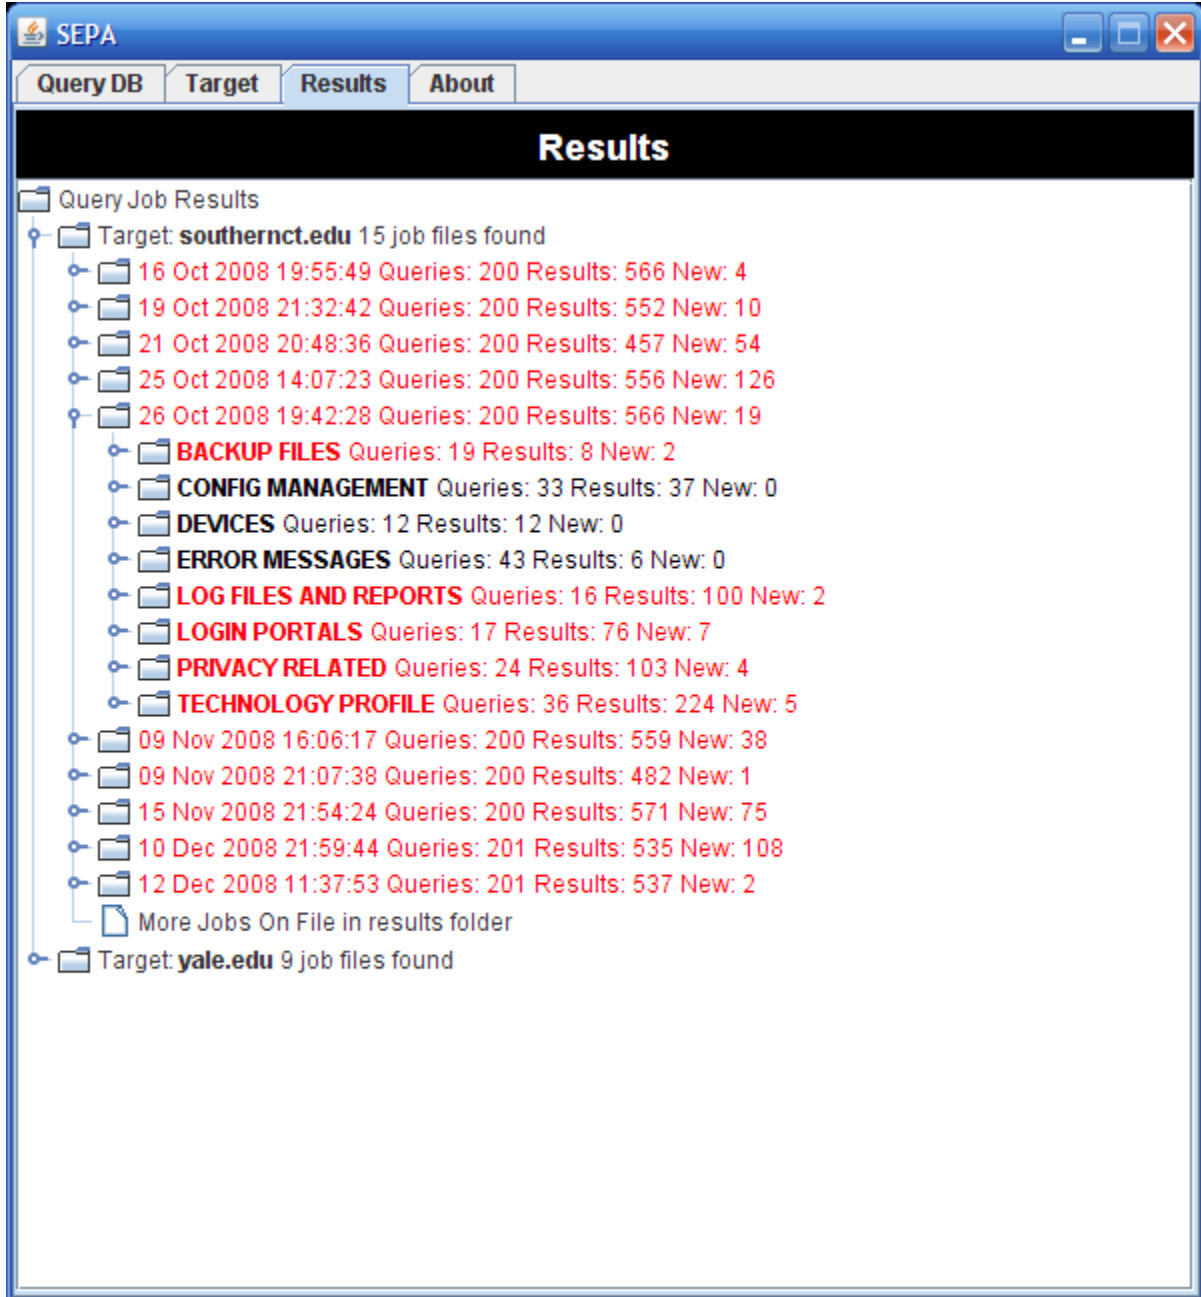 SEPA
Query DB Target Results About
Results
Query Job Results
Target: southernct.edu 15 job files found
16 Oct 2008 19:55:49 Queries: 200 Results: 566 New: 4
19 Oct 2008 21:32:42 Queries: 200 Results: 552 New: 10
21 Oct 2008 20:48:36 Queries: 200 Results: 457 New: 54
25 Oct 2008 14:07:23 Queries: 200 Results: 556 New: 126
26 Oct 2008 19:42:28 Queries: 200 Results: 566 New: 19
BACKUP FILES Queries: 19 Results: 8 New: 2
CONFIG MANAGEMENT Queries: 33 Results: 37 New: 0
DEVICES Queries: 12 Results: 12 New: 0
ERROR MESSAGES Queries: 43 Results: 6 New: 0
LOG FILES AND REPORTS Queries: 16 Results: 100 New: 2
LOGIN PORTALS Queries: 17 Results: 76 New: 7
PRIVACY RELATED Queries: 24 Results: 103 New: 4
TECHNOLOGY PROFILE Queries: 36 Results: 224 New: 5
09 Nov 2008 16:06:17 Queries: 200 Results: 559 New: 38
09 Nov 2008 21:07:38 Queries: 200 Results: 482 New: 1
15 Nov 2008 21:54:24 Queries: 200 Results: 571 New: 75
10 Dec 2008 21:59:44 Queries: 201 Results: 535 New: 108
12 Dec 2008 11:37:53 Queries: 201 Results: 537 New: 2
More Jobs On File in results folder
Target: yale.edu 9 job files found